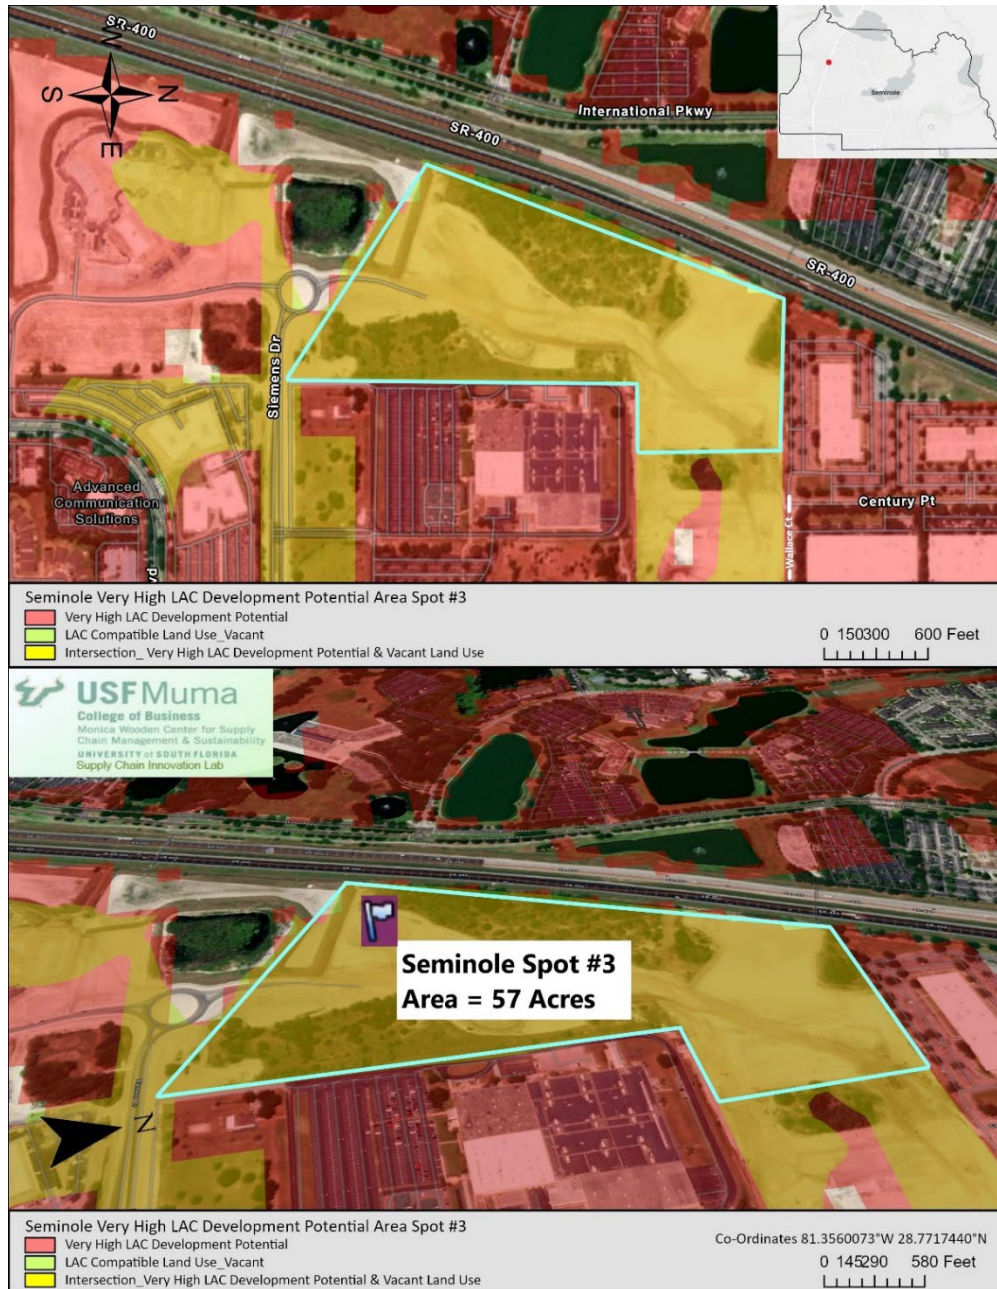 SR-400
W
S
N
E
International Pkwy
Seminole
SR-400
SR-400
Siemens Dr
Advanced
Communication
Solutions
vd
Wallace Ct
Century Pt
Seminole Very High LAC Development Potential Area Spot #3
Very High LAC Development Potential
LAC Compatible Land Use_Vacant
Intersection_ Very High LAC Development Potential & Vacant Land Use
0 150300 600 Feet
USF Muma
College of Business
Monica Wooden Center for Supply
Chain Management & Sustainability
UNIVERSITY of SOUTH FLORIDA
Supply Chain Innovation Lab
Seminole Spot #3
Area = 57 Acres
N
Seminole Very High LAC Development Potential Area Spot #3
Very High LAC Development Potential
LAC Compatible Land Use_Vacant
Intersection_Very High LAC Development Potential & Vacant Land Use
Co-Ordinates 81.3560073°W 28.7717440°N
0 145290 580 Feet